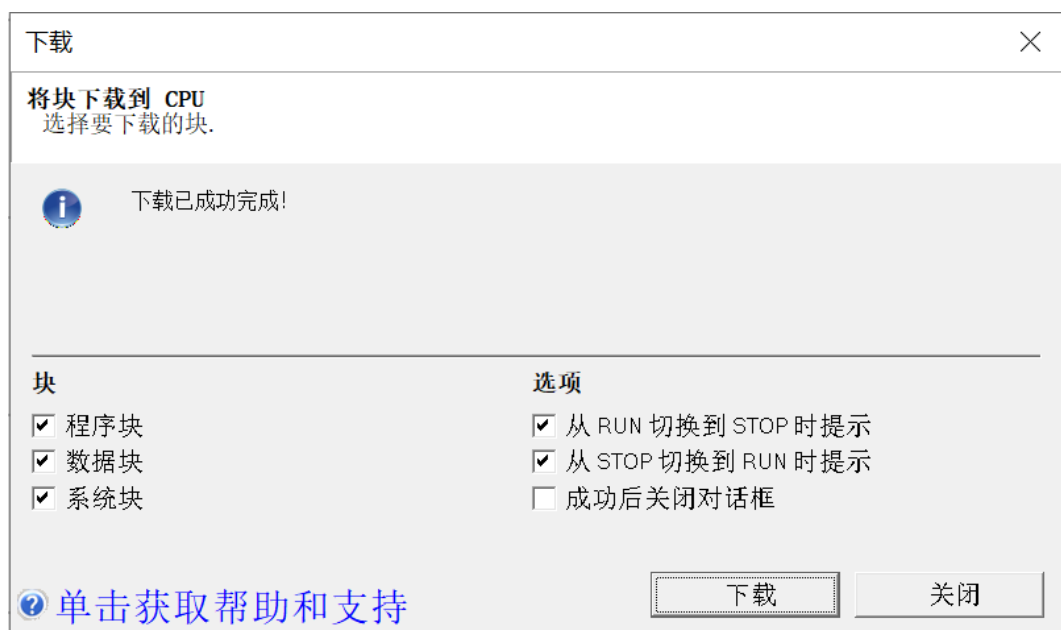 下载
将块下载到 CPU
选择要下载的块.
下载已成功完成!
块
选项
程序块
从 RUN 切换到 STOP 时提示
数据块
从 STOP 切换到 RUN 时提示
系统块
成功后关闭对话框
单击获取帮助和支持
下载
关闭